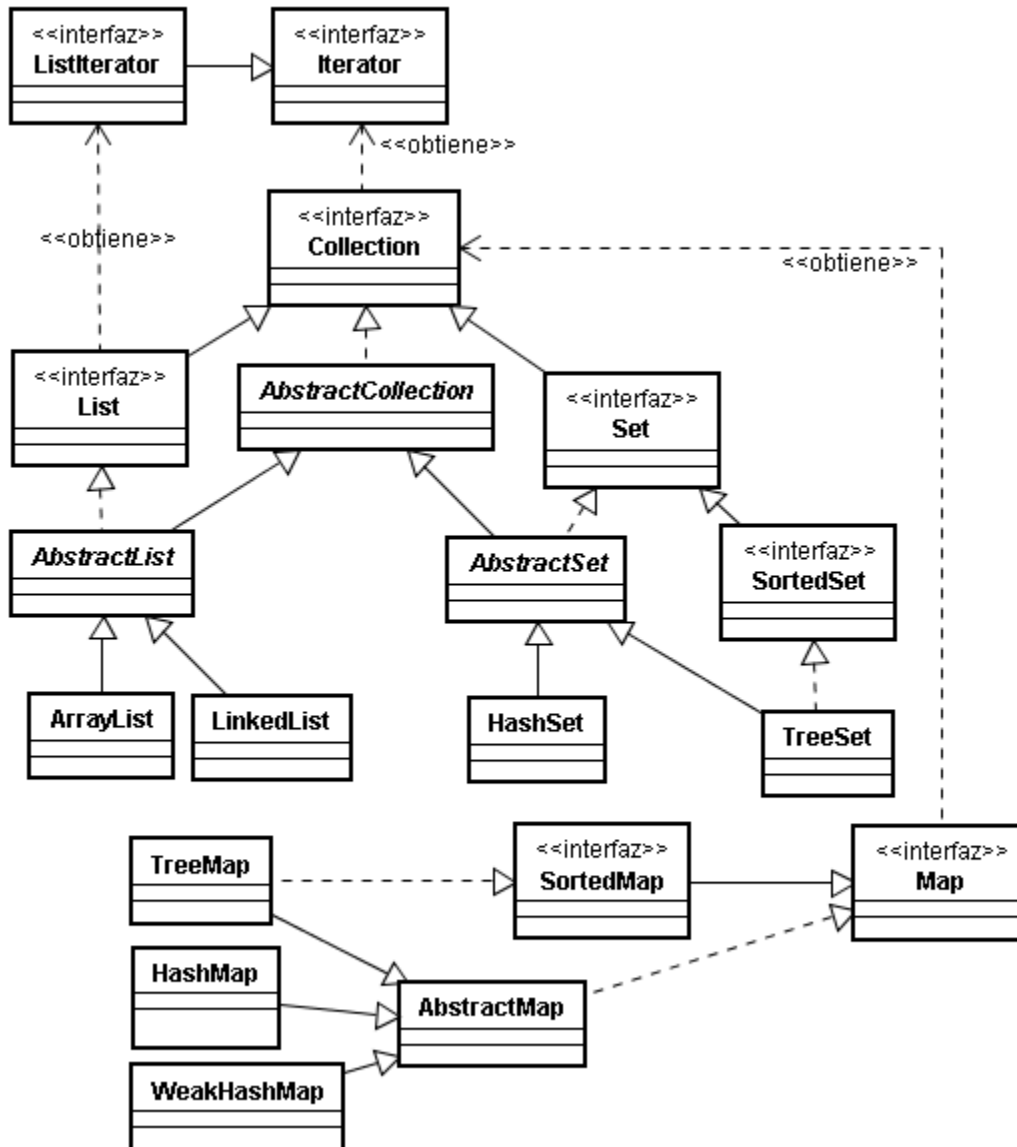 <<interfaz>>
ListIterator
<<interfaz>>
Iterator
<<obtiene>>
<<interfaz>>
Collection
<<obtiene>>
<<obtiene>>
<<interfaz>>
List
AbstractCollection
<<interfaz>>
Set
AbstractList
AbstractSet
<<interfaz>>
SortedSet
ArrayList
LinkedList
HashSet
TreeSet
TreeMap
<<interfaz>>
SortedMap
<<interfaz>>
Map
HashMap
AbstractMap
WeakHashMap